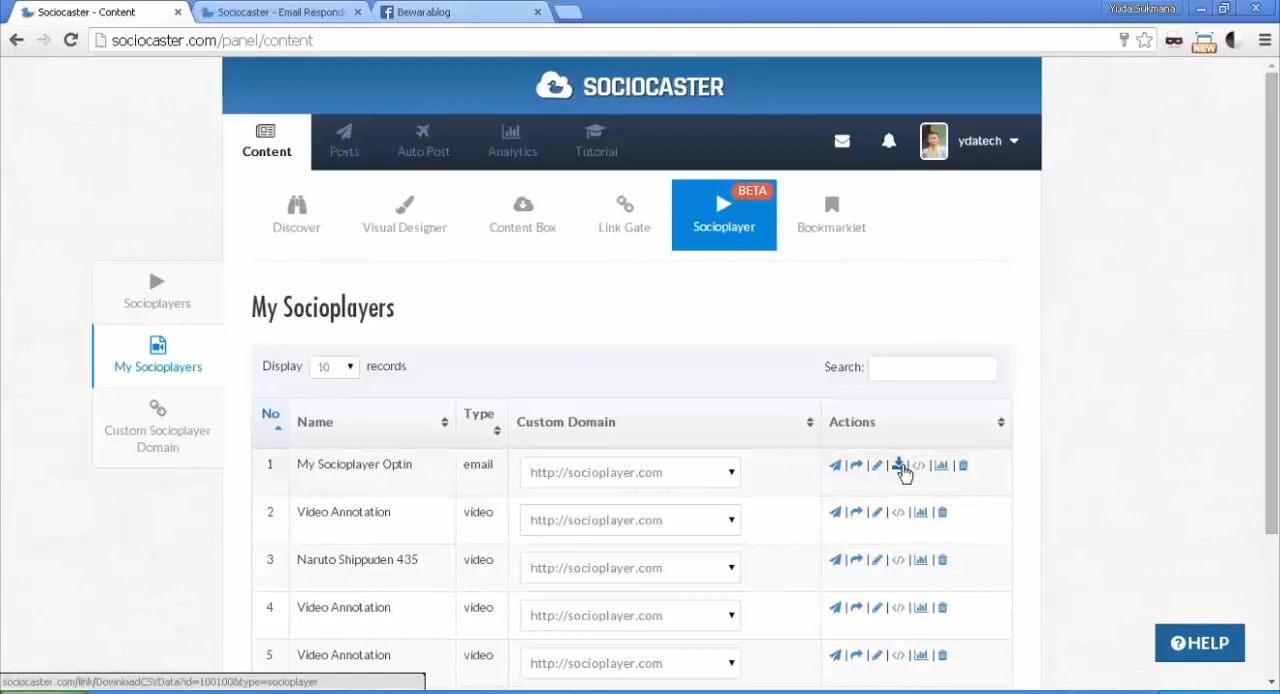 Sociocaster - Content
Sociocaster - Email Respond
Bewarablog
Yuda Sukmana
sociocaster.com/panel/content
NEW
SOCIOCASTER
Content
Posts
Auto Post
Analytics
Tutorial
ydatech
Discover
Visual Designer
Content Box
Link Gate
BETA
Socioplayer
Bookmarklet
Socioplayers
My Socioplayers
Custom Socioplayer
Domain
My Socioplayers
Display 10 records
Search:
No Name Type Custom Domain Actions
1 My Socioplayer Optin email http://socioplayer.com
2 Video Annotation video http://socioplayer.com
3 Naruto Shippuden 435 video http://socioplayer.com
4 Video Annotation video http://socioplayer.com
5 Video Annotation video http://socioplayer.com
HELP
sociocaster.com/link/DownloadCSVData?id=100100&type=socioplayer